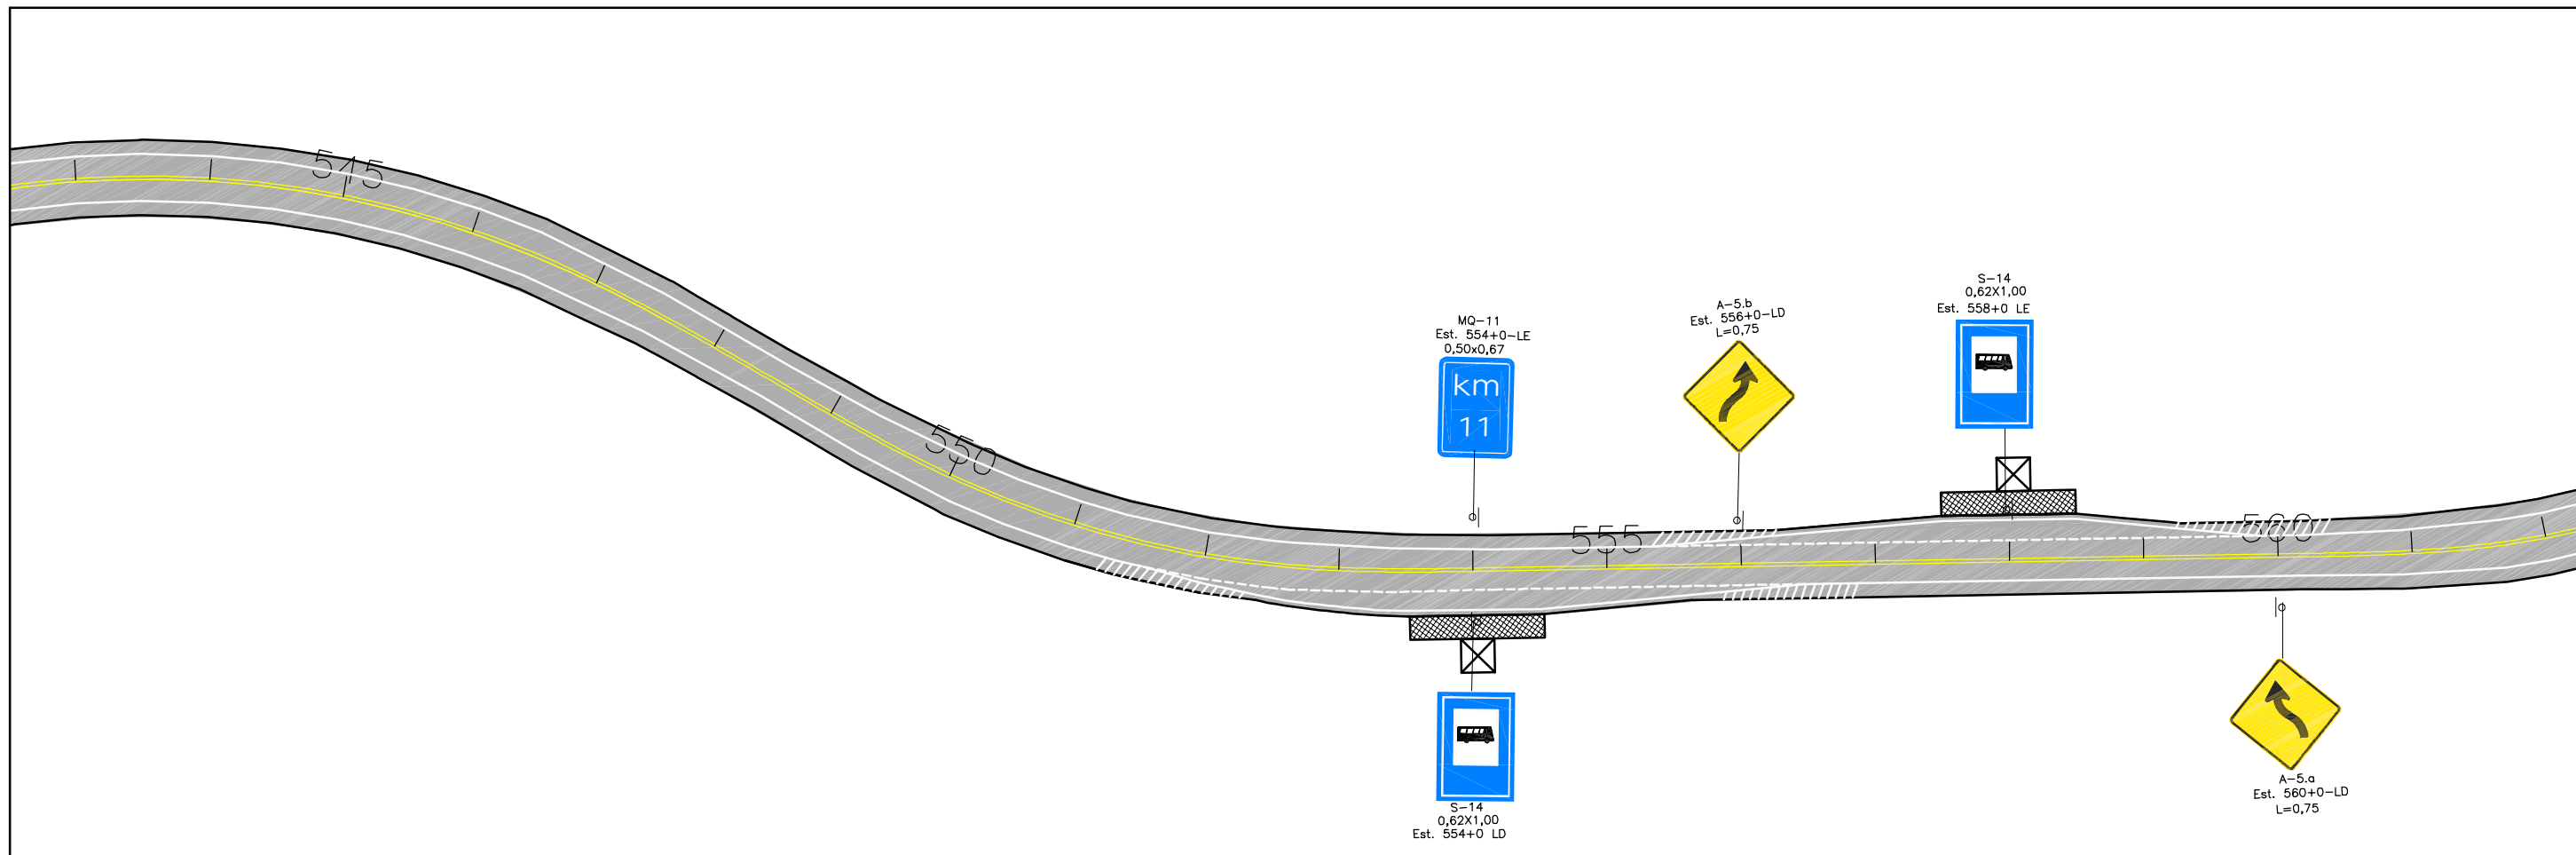 545
550
MQ-11
Est. 554+0-LE
0,50x0,67
km
11
555
A-5.b
Est. 556+0-LD
L=0,75
S-14
0,62X1,00
Est. 558+0 LE
560
S-14
0,62X1,00
Est. 554+0 LD
A-5.a
Est. 560+0-LD
L=0,75